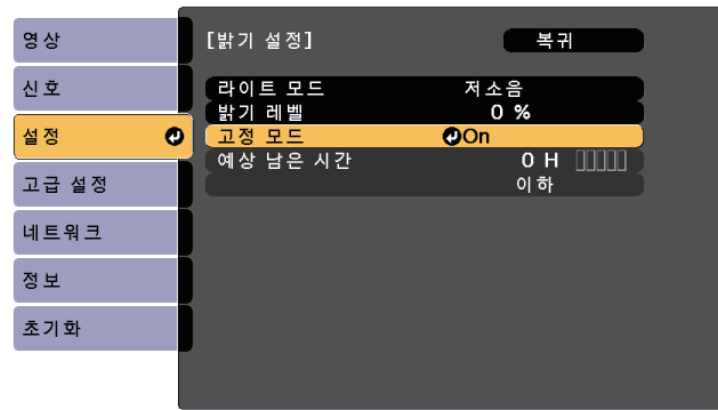 영상
신호
설정
고급 설정
네트워크
정보
초기화
[밝기 설정]
복귀
라이트 모드 저소음
밝기 레벨 0 %
고정 모드 On
예상 남은 시간 0 H
이하